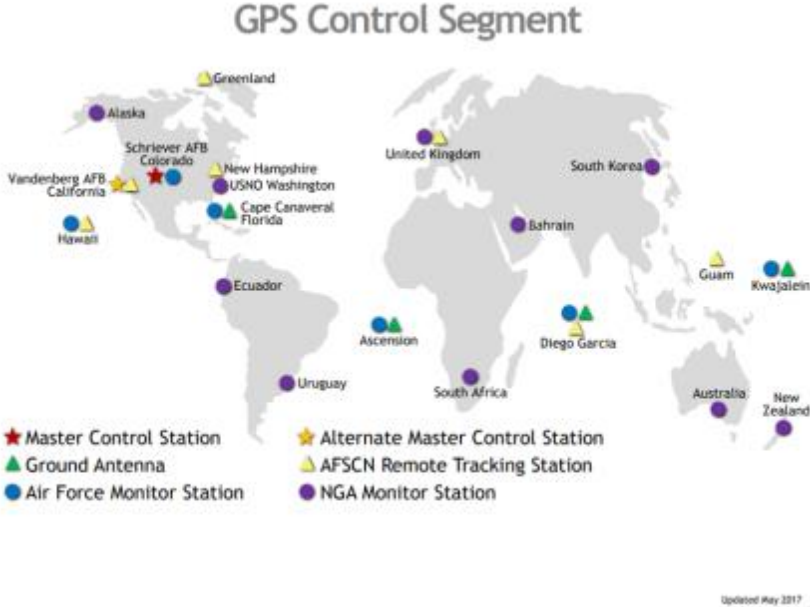 GPS Control Segment
Greenland
Alaska
Schriever AFB
Colorado
Vandenberg AFB
California
New Hampshire
USNO Washington
Cape Canaveral
Florida
Hawaii
United Kingdom
South Korea
Bahrain
Guam
Kwajalein
Ecuador
Ascension
Diego Garcia
Uruguay
South Africa
Australia
New
Zealand
Master Control Station
Alternate Master Control Station
Ground Antenna
AFSCN Remote Tracking Station
Air Force Monitor Station
NGA Monitor Station
Updated May 2017